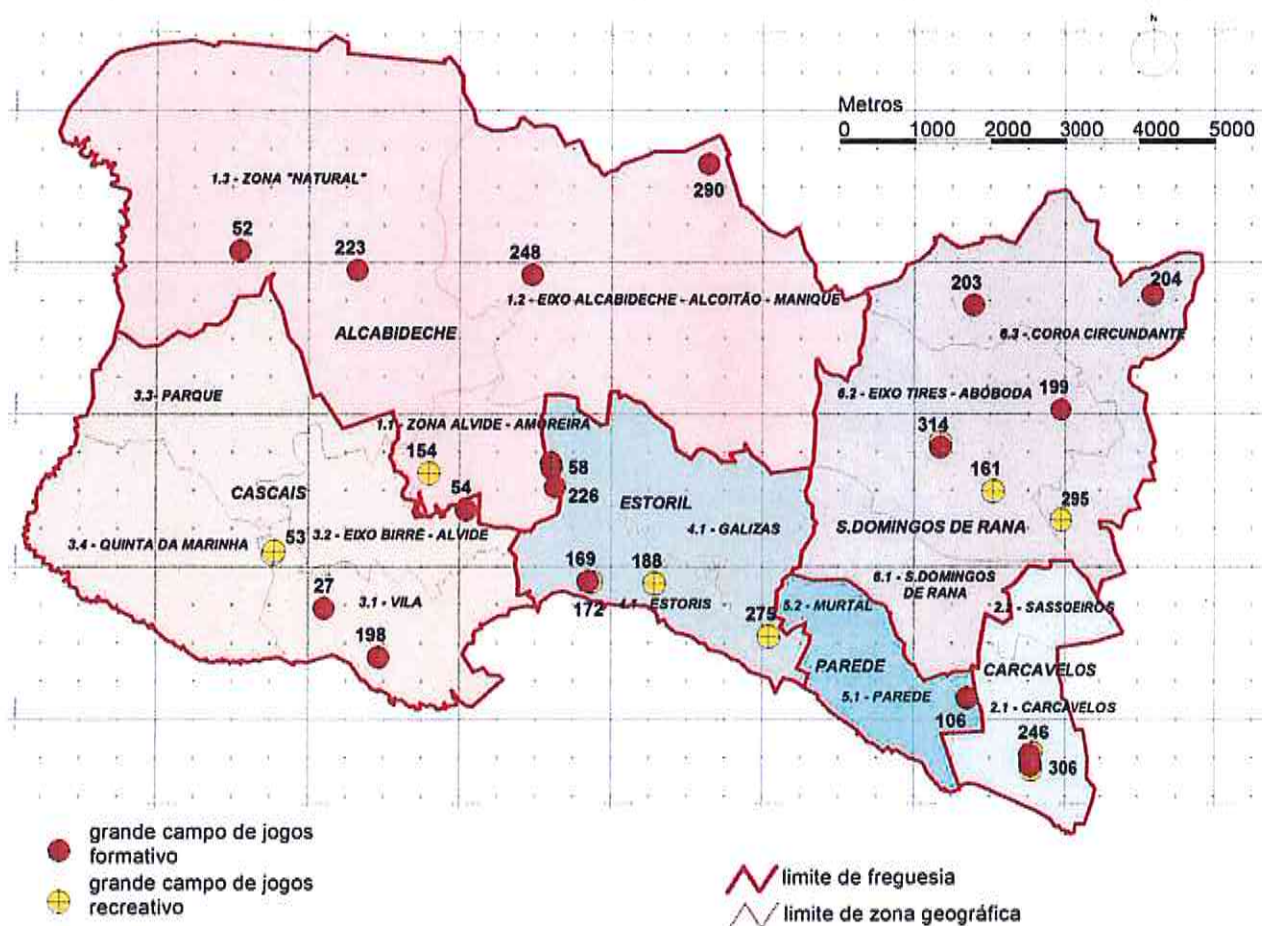 N
Metros
0 1000 2000 3000 4000 5000
1.3 - ZONA "NATURAL"
290
52
223
248
1.2 - EIXO ALCABIDECHE - ALCOITÃO - MANIQUE
203
204
ALCABIDECHE
6.3 - COROA CIRCUNDANTE
3.3- PARQUE
6.2 - EIXO TIRES - ABÓBODA
199
1.1 - ZONA ALVIDE - AMOREIRA
314
154
58
161
CASCAIS
54
226
ESTORIL
295
4.1 - GALIZAS
S.DOMINGOS DE RANA
3.4 - QUINTA DA MARINHA
53
3.2 - EIXO BIRRE - ALVIDE
169
188
6.1 - S.DOMINGOS
DE RANA
27
3.1 - VILA
172
4.1 - ESTORIS
275
5.2 - MURTAL
SASSOEIROS
198
PAREDE
CARCAVELOS
5.1 - PAREDE
2.1 - CARCAVELOS
106
246
306
grande campo de jogos
formativo
grande campo de jogos
recreativo
limite de freguesia
limite de zona geográfica